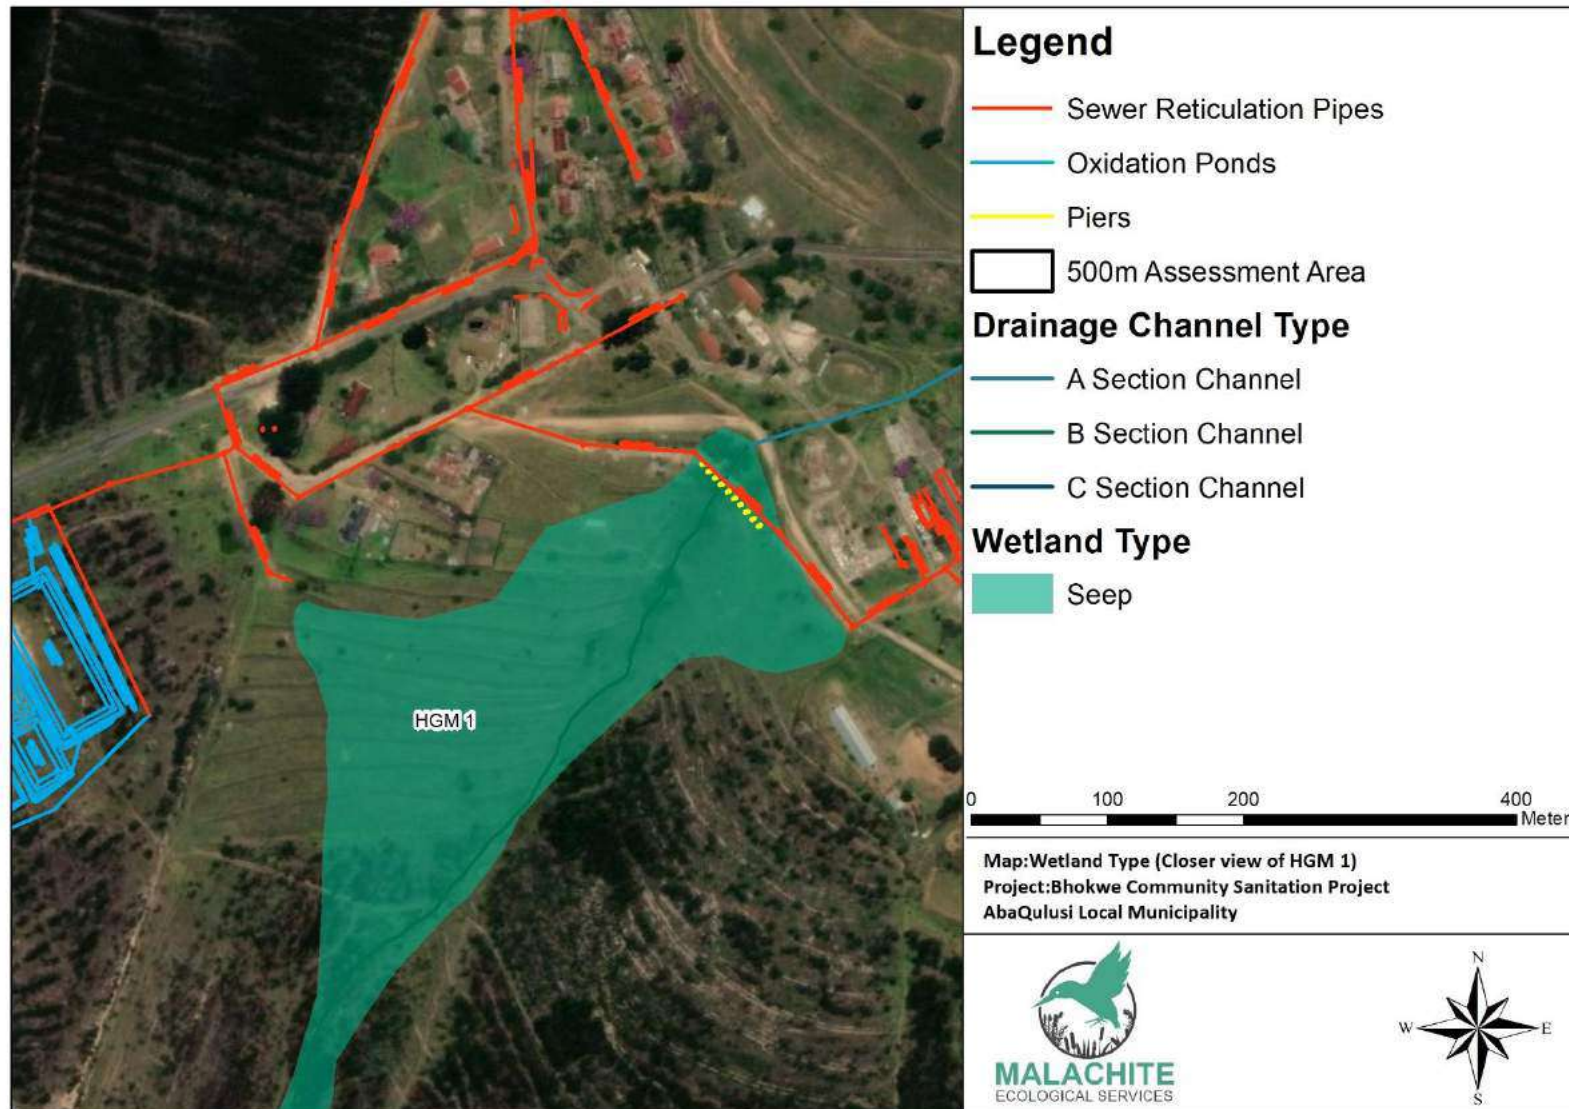 Legend
Sewer Reticulation Pipes
Oxidation Ponds
Piers
500m Assessment Area
Drainage Channel Type
A Section Channel
B Section Channel
C Section Channel
Wetland Type
Seep
HGM 1
0 100 200 400
Meter
Map:Wetland Type (Closer view of HGM 1)
Project:Bhokwe Community Sanitation Project
AbaQulusi Local Municipality
MALACHITE
ECOLOGICAL SERVICES
N
W E
S